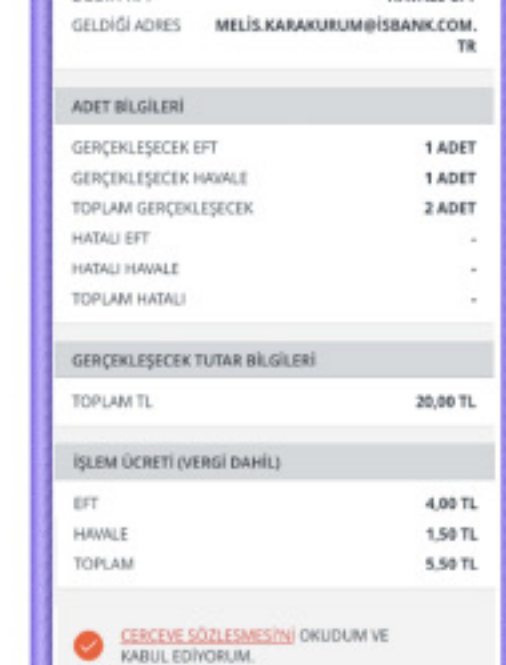 GELDİĞİ ADRES MELİS.KARAKURUM@İSBANK.COM.
TR
ADET BİLGİLERİ
GERÇEKLEŞECEK EFT 1 ADET
GERÇEKLEŞECEK HAVALE 1 ADET
TOPLAM GERÇEKLEŞECEK 2 ADET
HATALI EFT -
HATALI HAVALE -
TOPLAM HATALI -
GERÇEKLEŞECEK TUTAR BİLGİLERİ
TOPLAM TL 20,00 TL
İŞLEM ÜCRETİ (VERGİ DAHİL)
EFT 4,00 TL
HAVALE 1,50 TL
TOPLAM 5,50 TL
ÇERÇEVE SÖZLEŞMESİ'Nİ OKUDUM VE
KABUL EDİYORUM.